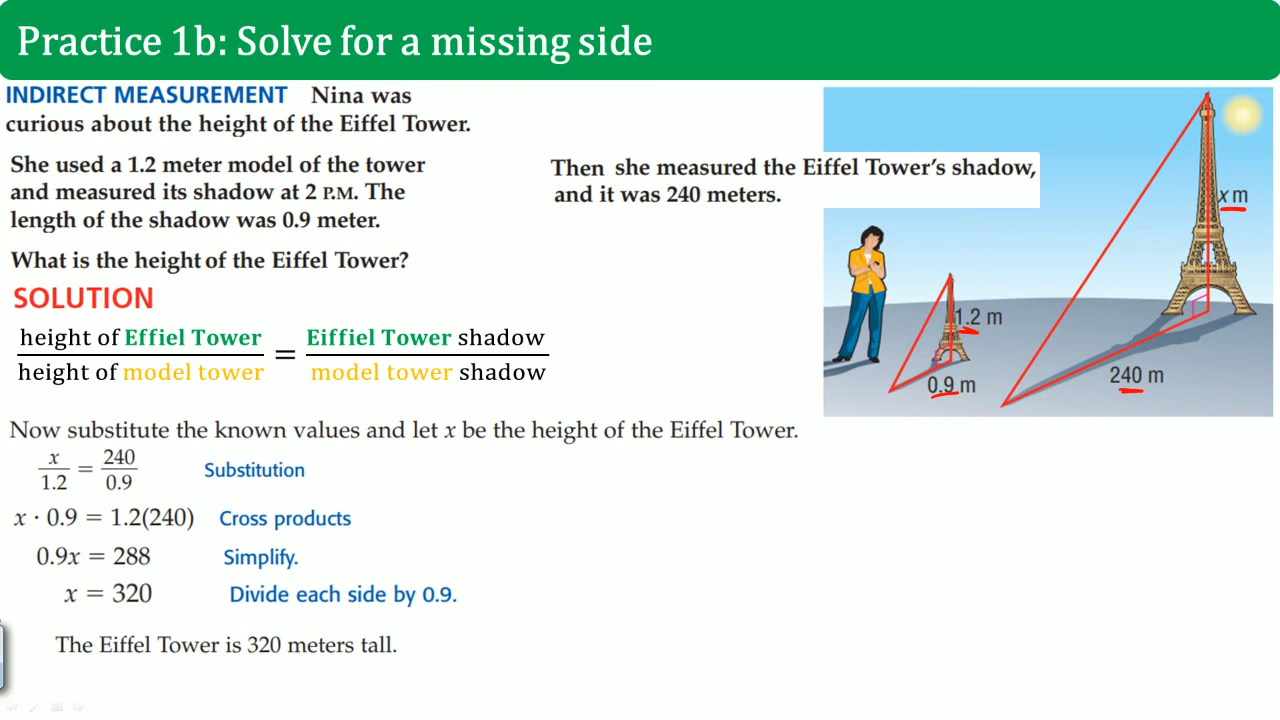 Practice 1b: Solve for a missing side
INDIRECT MEASUREMENT Nina was
curious about the height of the Eiffel Tower.
She used a 1.2 meter model of the tower
and measured its shadow at 2 P.M. The
length of the shadow was 0.9 meter.
Then she measured the Eiffel Tower's shadow,
and it was 240 meters.
What is the height of the Eiffel Tower?
x m
1.2 m
0.9 m
240 m
SOLUTION
height of Effiel Tower / height of model tower = Eiffiel Tower shadow / model tower shadow
Now substitute the known values and let x be the height of the Eiffel Tower.
x/1.2 = 240/0.9 Substitution
x · 0.9 = 1.2(240) Cross products
0.9x = 288 Simplify.
x = 320 Divide each side by 0.9.
The Eiffel Tower is 320 meters tall.